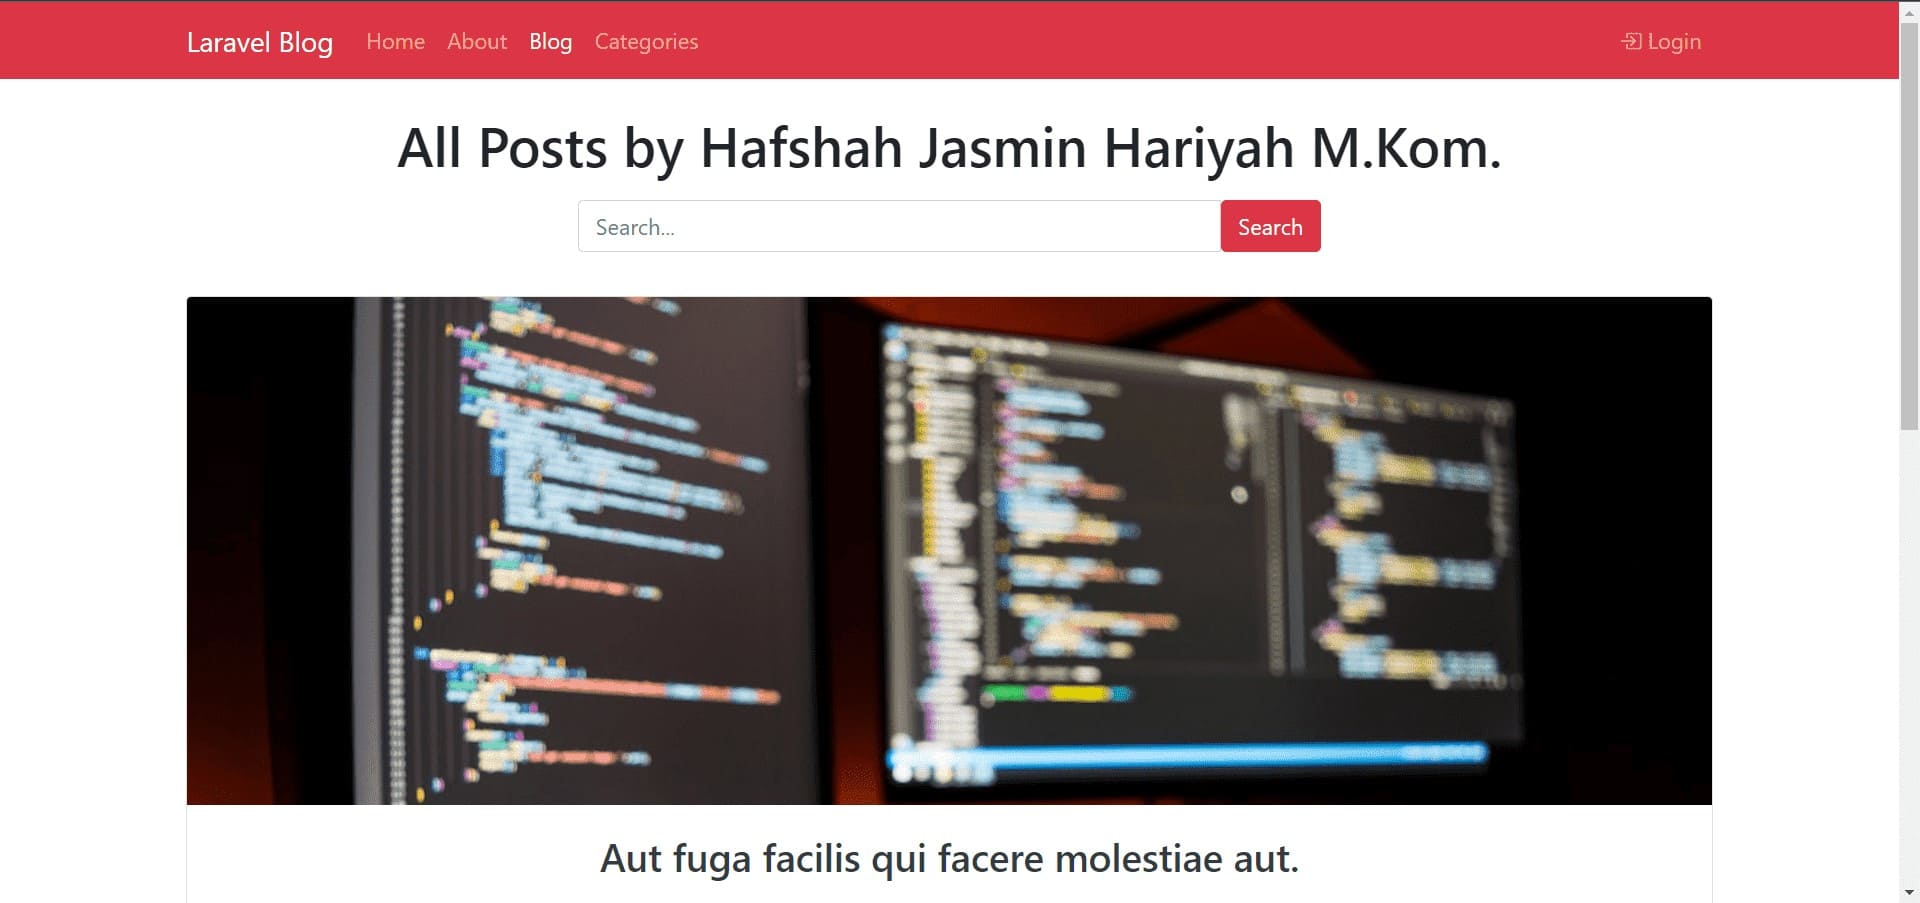 Laravel Blog Home About Blog Categories Login
All Posts by Hafshah Jasmin Hariyah M.Kom.
Search... Search
Aut fuga facilis qui facere molestiae aut.